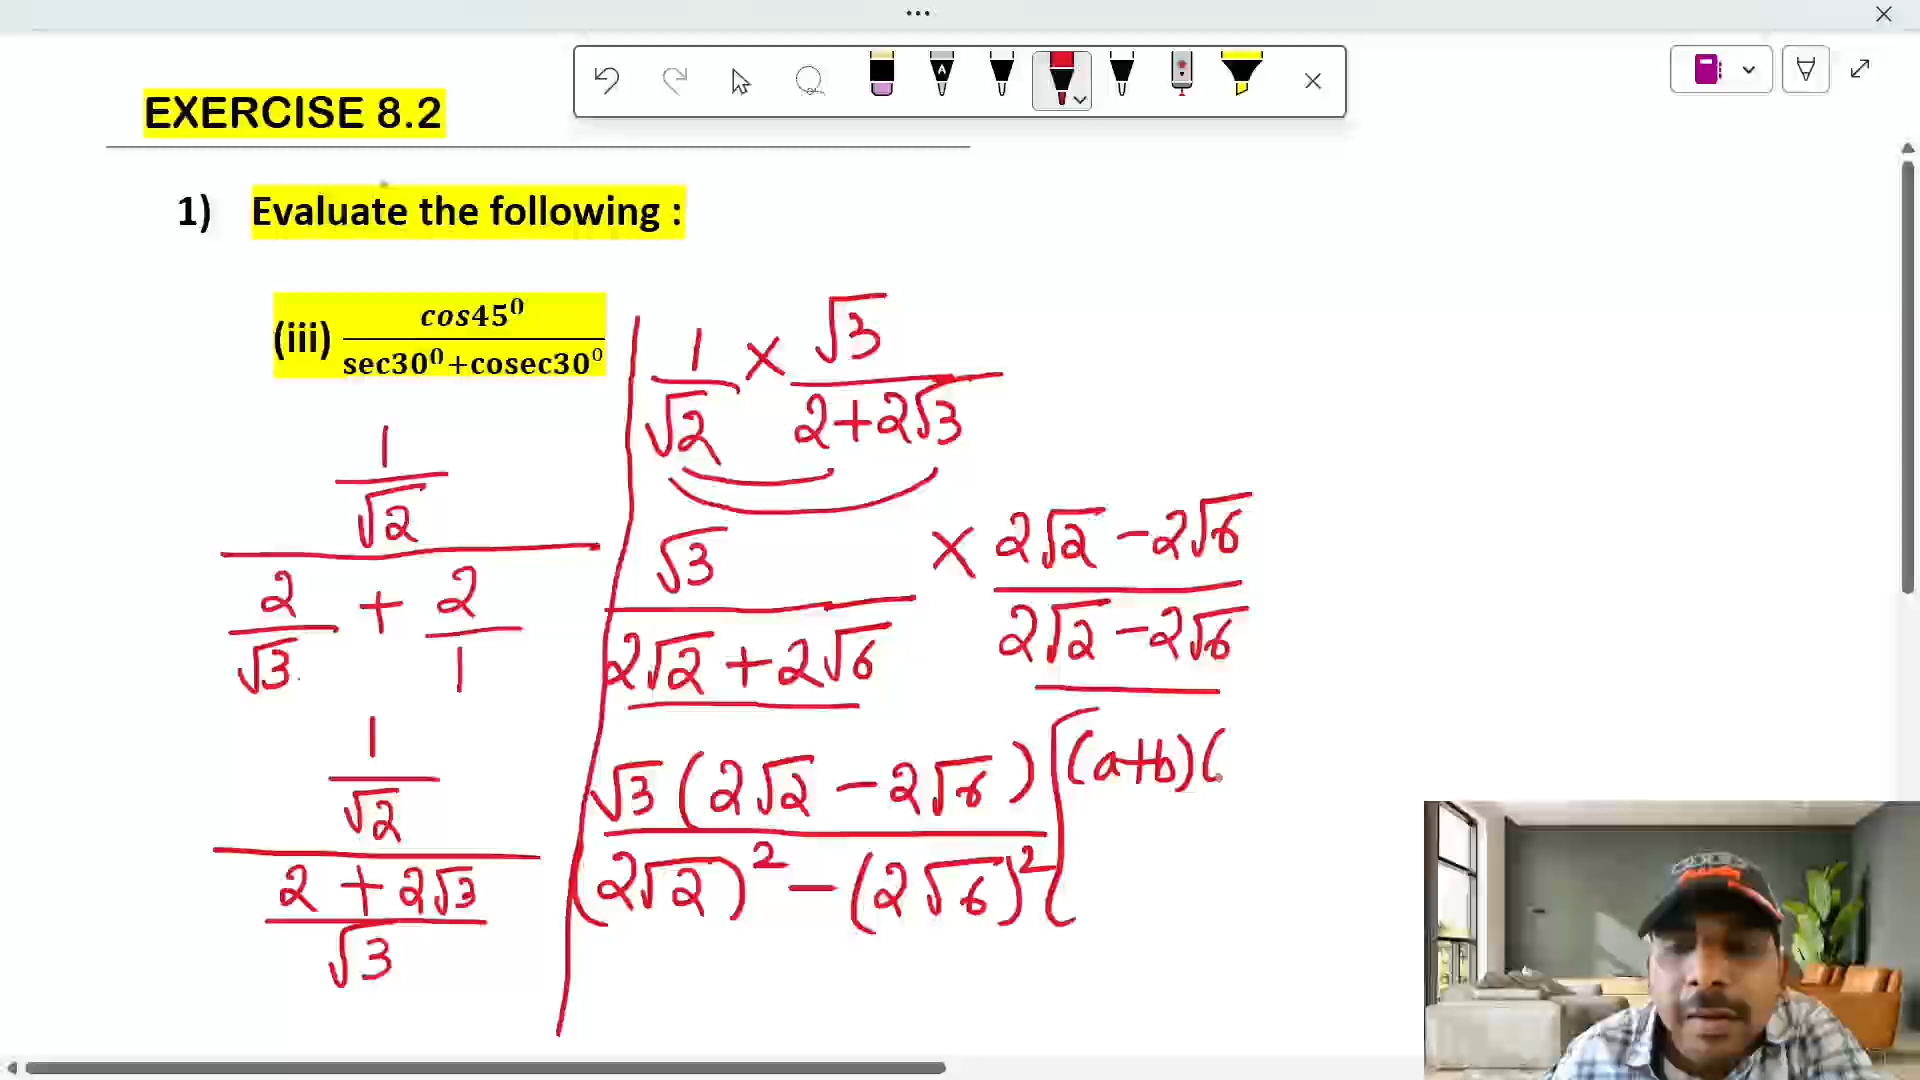 EXERCISE 8.2
1) Evaluate the following :
(iii) cos45⁰ / sec30⁰+cosec30⁰
1 / √2
2 / √3 + 2 / 1
1 / √2
2 + 2√3 / √3
1 / √2 × √3 / 2+2√3
√3 / 2√2 + 2√6 × 2√2 − 2√6 / 2√2 − 2√6
√3 (2√2 − 2√6) / (2√2)² − (2√6)²
(a+b)(